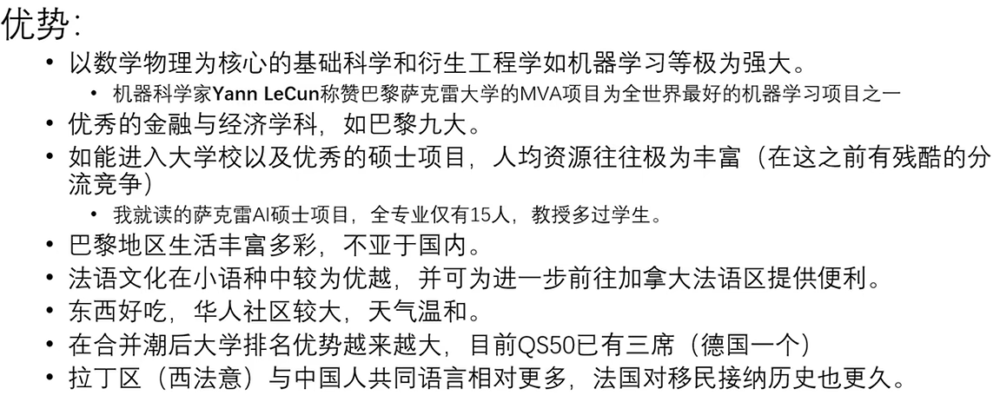 优势：
• 以数学物理为核心的基础科学和衍生工程学如机器学习等极为强大。
• 机器科学家Yann LeCun称赞巴黎萨克雷大学的MVA项目为全世界最好的机器学习项目之一
• 优秀的金融与经济学科，如巴黎九大。
• 如能进入大学校以及优秀的硕士项目，人均资源往往极为丰富（在这之前有残酷的分
流竞争）
• 我就读的萨克雷AI硕士项目，全专业仅有15人，教授多过学生。
• 巴黎地区生活丰富多彩，不亚于国内。
• 法语文化在小语种中较为优越，并可为进一步前往加拿大法语区提供便利。
• 东西好吃，华人社区较大，天气温和。
• 在合并潮后大学排名优势越来越大，目前QS50已有三席（德国一个）
• 拉丁区（西法意）与中国人共同语言相对更多，法国对移民接纳历史也更久。